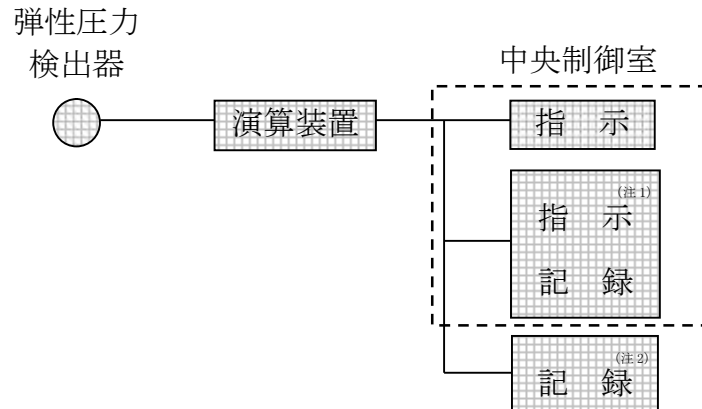 弾性圧力
検出器
中央制御室
演算装置
指 示
(注1)
指 示
記 録
(注2)
記 録